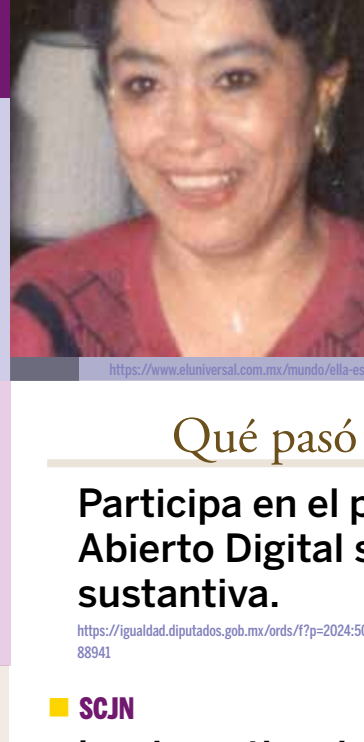 https://www.eluniversal.com.mx/mundo/ella-es
Qué pasó
Participa en el p
Abierto Digital s
sustantiva.
https://igualdad.diputados.gob.mx/ords/f?p=2024:50
88941
SCJN